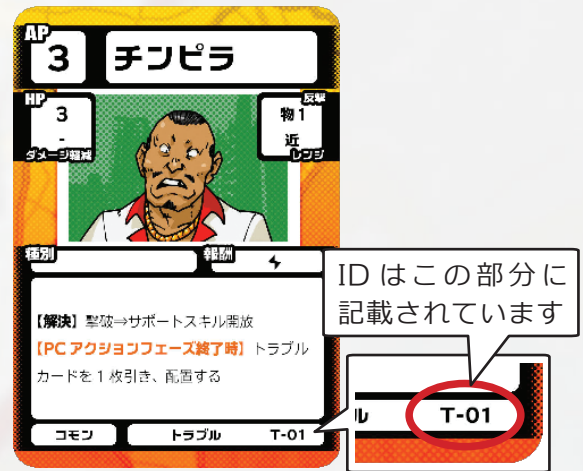 AP
3
チンピラ
HP
3
-
ダメージ軽減
反撃
物1
近
レンジ
種別
報酬
【解決】撃破⇒サポートスキル開放
【PCアクションフェーズ終了時】トラブル
カードを1枚引き、配置する
コモン
トラブル
T-01
IDはこの部分に
記載されています
ル
T-01